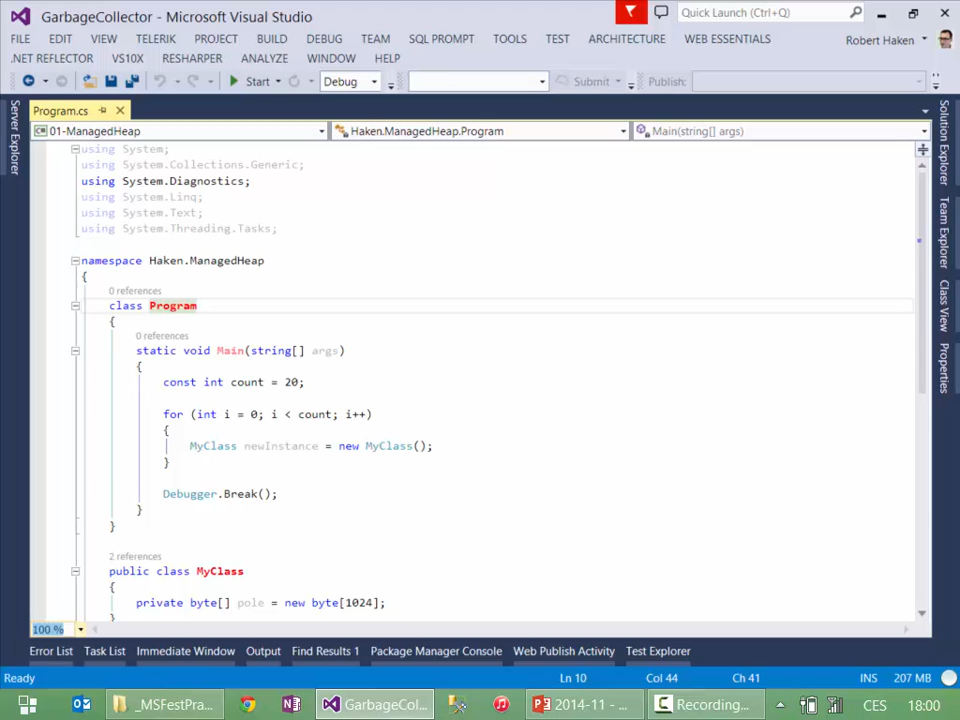 GarbageCollector - Microsoft Visual Studio
Quick Launch (Ctrl+Q)
FILE EDIT VIEW TELERIK PROJECT BUILD DEBUG TEAM SQL PROMPT TOOLS TEST ARCHITECTURE WEB ESSENTIALS Robert Haken
.NET REFLECTOR VS10X RESHARPER ANALYZE WINDOW HELP
Start Debug Submit Publish:
Program.cs
01-ManagedHeap Haken.ManagedHeap.Program Main(string[] args)
using System;
using System.Collections.Generic;
using System.Diagnostics;
using System.Linq;
using System.Text;
using System.Threading.Tasks;
namespace Haken.ManagedHeap
{
0 references
class Program
{
0 references
static void Main(string[] args)
{
const int count = 20;
for (int i = 0; i < count; i++)
{
MyClass newInstance = new MyClass();
}
Debugger.Break();
}
}
2 references
public class MyClass
{
private byte[] pole = new byte[1024];
}
100 %
Server Explorer
Solution Explorer
Team Explorer
Class View
Properties
Error List Task List Immediate Window Output Find Results 1 Package Manager Console Web Publish Activity Test Explorer
Ready Ln 10 Col 44 Ch 41 INS 207 MB
_MSFestPra... GarbageCol... 2014-11 - ... Recording... CES 18:00